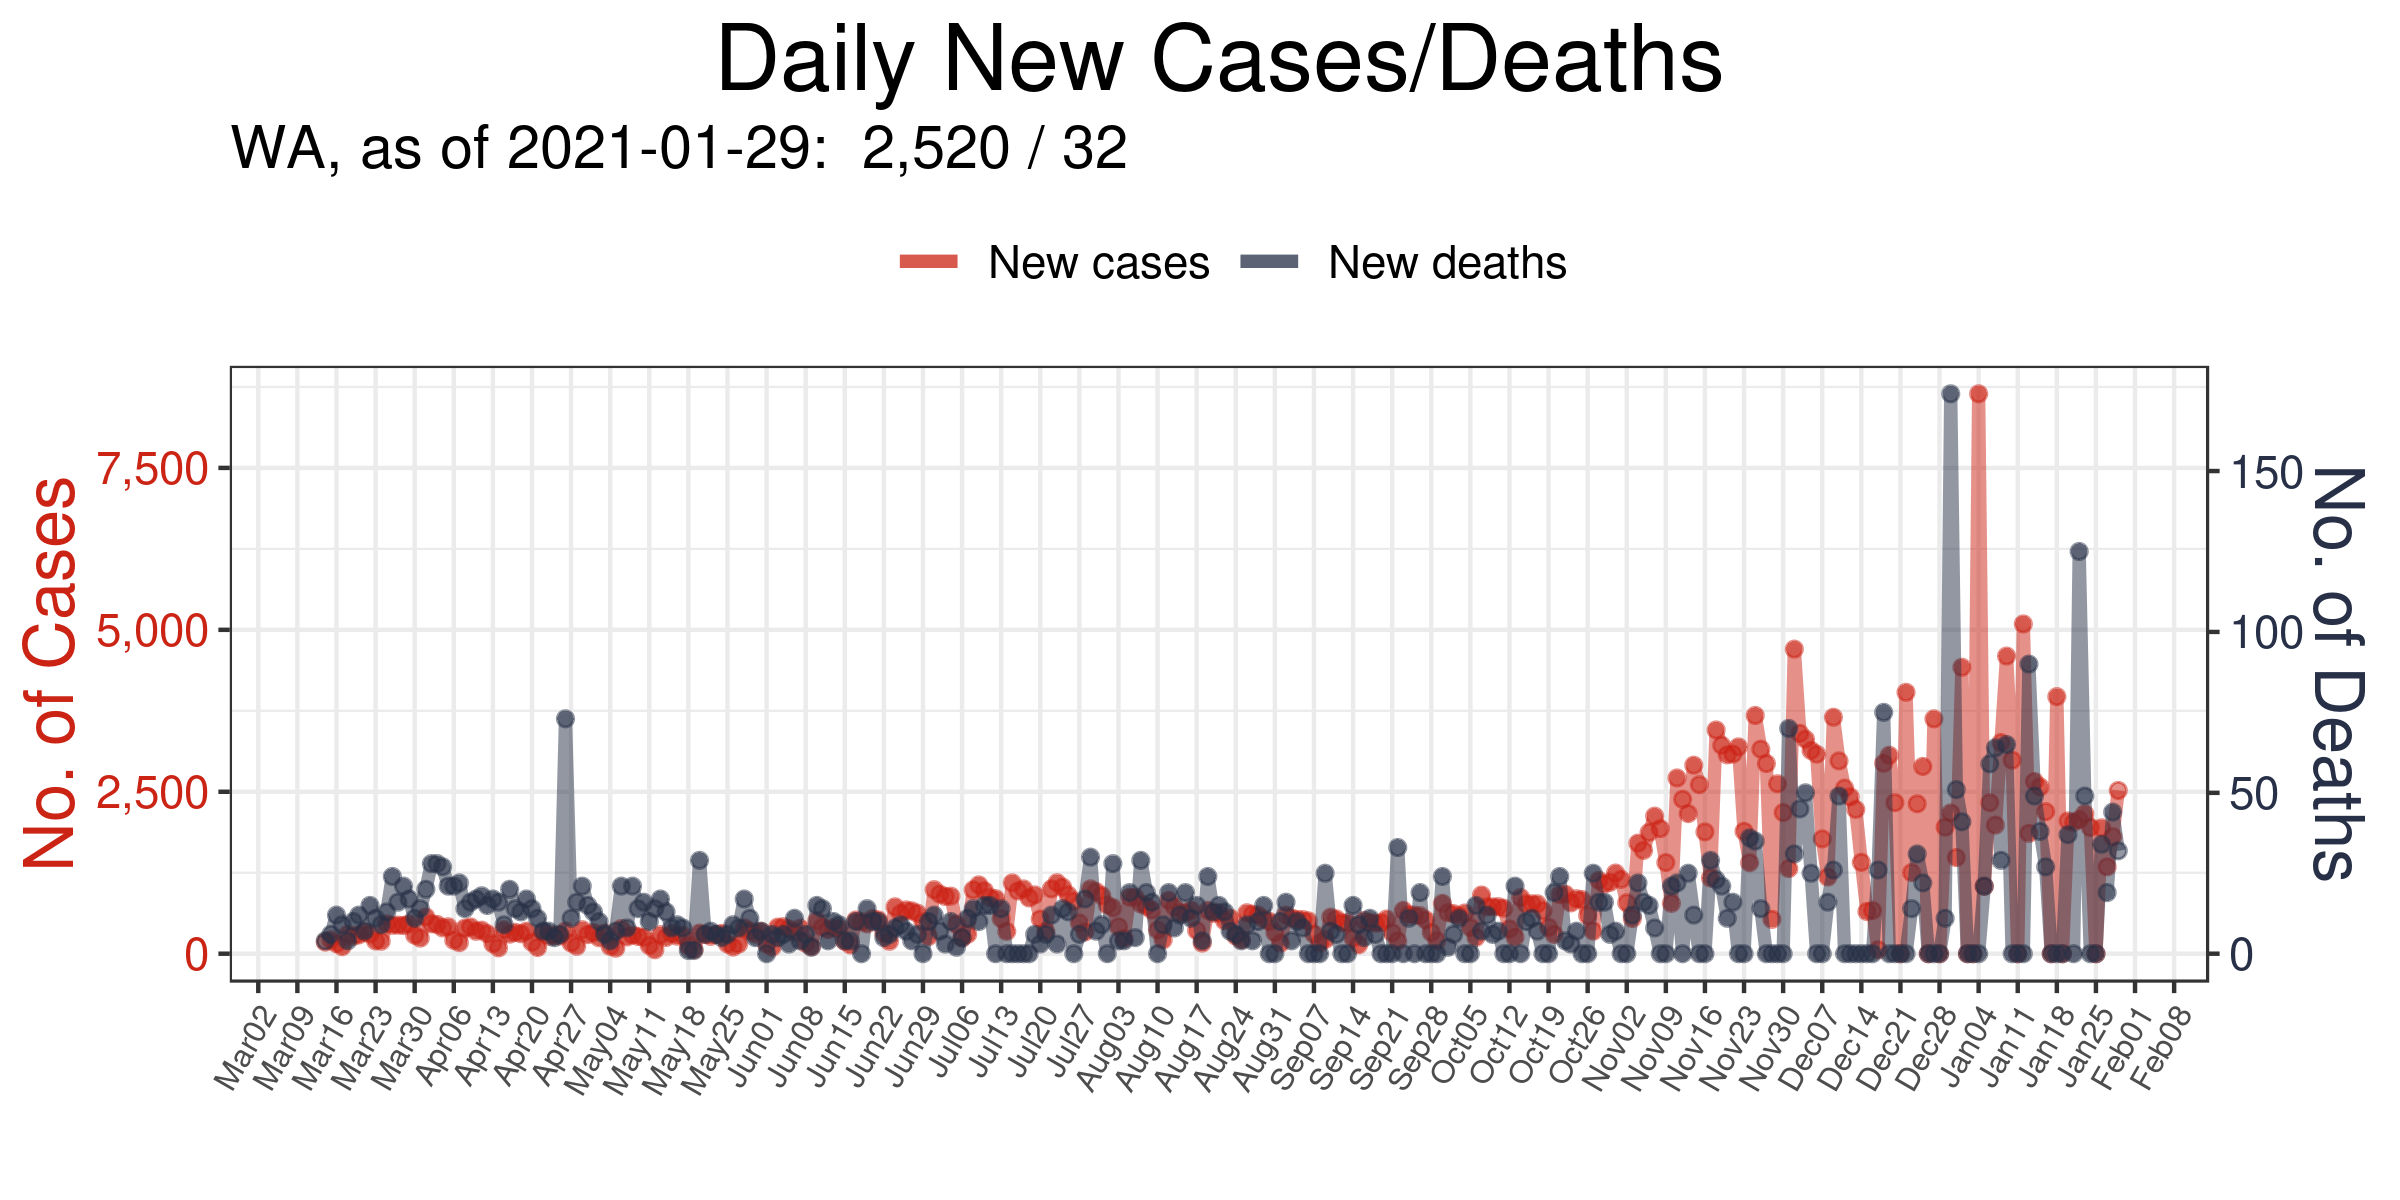 Daily New Cases/Deaths
WA, as of 2021-01-29: 2,520 / 32
New cases
New deaths
No. of Cases
7,500
5,000
2,500
0
150
100
50
0
No. of Deaths
Mar02
Mar09
Mar16
Mar23
Mar30
Apr06
Apr13
Apr20
Apr27
May04
May11
May18
May25
Jun01
Jun08
Jun15
Jun22
Jun29
Jul06
Jul13
Jul20
Jul27
Aug03
Aug10
Aug17
Aug24
Aug31
Sep07
Sep14
Sep21
Sep28
Oct05
Oct12
Oct19
Oct26
Nov02
Nov09
Nov16
Nov23
Nov30
Dec07
Dec14
Dec21
Dec28
Jan04
Jan11
Jan18
Jan25
Feb01
Feb08